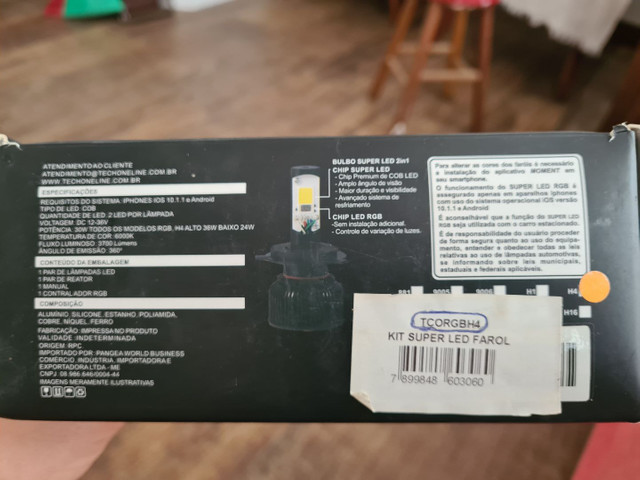 ATENDIMENTO AO CLIENTE
ATENDIMENTO@TECHONELINE.COM.BR
WWW.TECHONELINE.COM.BR
ESPECIFICAÇÕES
REQUISITOS DO SISTEMA: IPHONES IOS 10.1.1 e Android
TIPO DE LED: COB
QUANTIDADE DE LED: 2 LED POR LÂMPADA
VOLTAGEM: DC 12-36V
POTÊNCIA: 30W TODOS OS MODELOS RGB, H4 ALTO 36W BAIXO 24W
TEMPERATURA DE COR: 6000K
FLUXO LUMINOSO: 3700 Lúmens
ÂNGULO DE EMISSÃO: 360º
CONTEÚDO DA EMBALAGEM
1 PAR DE LÂMPADAS LED
1 PAR DE REATOR
1 MANUAL
1 CONTRALADOR RGB
COMPOSIÇÃO
ALUMÍNIO, SILICONE, ESTANHO, POLIAMIDA,
COBRE, NÍQUEL, FERRO
FABRICAÇÃO: IMPRESSA NO PRODUTO
VALIDADE: INDETERMINADA
ORIGEM: RPC
IMPORTADO POR: PANGEA WORLD BUSINESS
COMÉRCIO, INDÚSTRIA, IMPORTADORA E
EXPORTADORA LTDA - ME
CNPJ: 08.986.646/0004-44
IMAGENS MERAMENTE ILUSTRATIVAS
BULBO SUPER LED 2in1
CHIP SUPER LED
- Chip Premium de COB LED
- Amplo ângulo de visão
- Maior duração e visibilidade
- Avançado sistema de
resfriamento
CHIP LED RGB
-Sem instalação adicional.
- Controle de variação de luzes.
Para alterar as cores dos faróis é necessário
a instalação do aplicativo MOMENT em
seu smartphone.
O funcionamento do SUPER LED RGB é
assegurado apenas em aparelhos iphones
com uso do sistema operacional iOS versão
10.1.1 e Android
É aconselhável que a função do SUPER LED
RGB seja utilizada com o carro estacionado.
É de responsabilidade do usuário proceder
de forma segura quanto ao uso do equipa-
mento, entender e obedecer todas as leis
relativas ao uso de lâmpadas automotivas,
se informando sobre leis municipais,
estaduais e federais aplicáveis.
881 9005 9006 H1 H4
H16
TCORGBH4
KIT SUPER LED FAROL
7 899848 603060